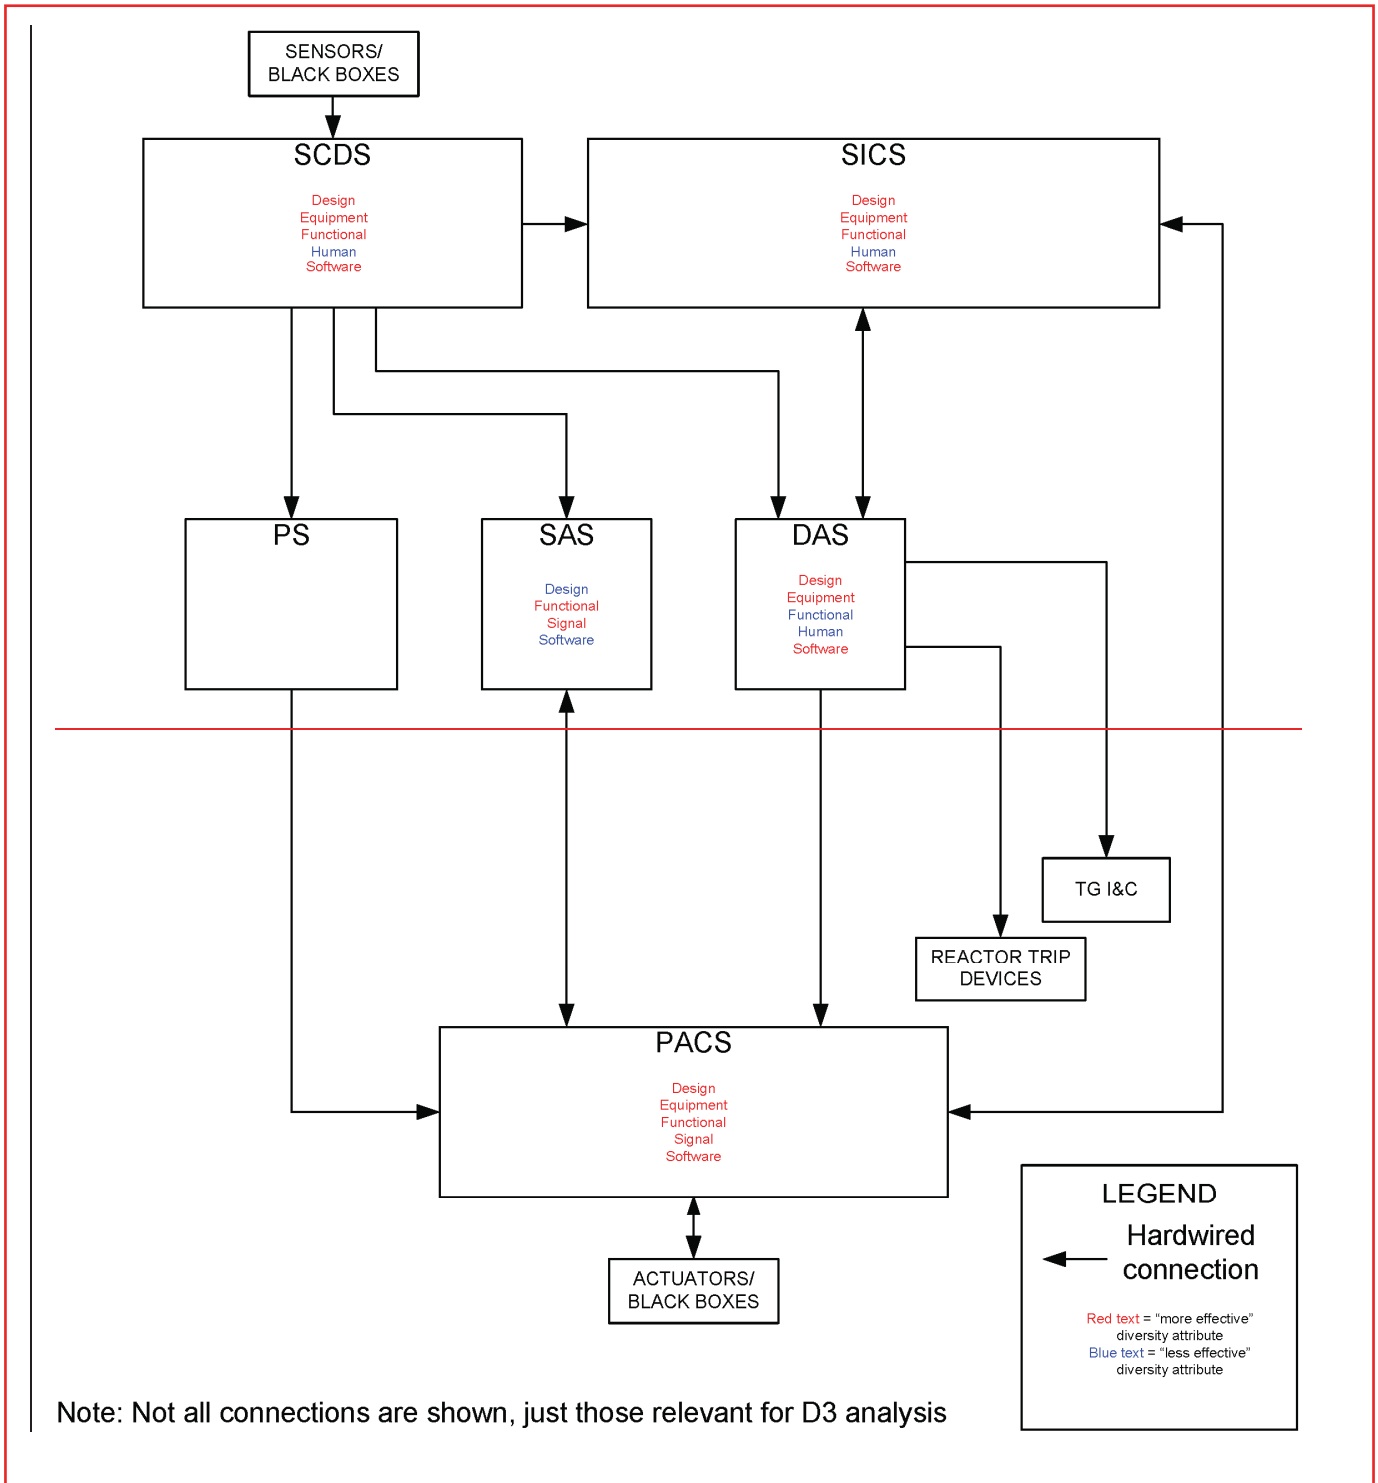 SENSORS/
BLACK BOXES
SCDS
Design
Equipment
Functional
Human
Software
SICS
Design
Equipment
Functional
Human
Software
PS
SAS
Design
Functional
Signal
Software
DAS
Design
Equipment
Functional
Human
Software
TG I&C
REACTOR TRIP
DEVICES
PACS
Design
Equipment
Functional
Signal
Software
ACTUATORS/
BLACK BOXES
LEGEND
Hardwired
connection
Red text = “more effective”
diversity attribute
Blue text = “less effective”
diversity attribute
Note: Not all connections are shown, just those relevant for D3 analysis